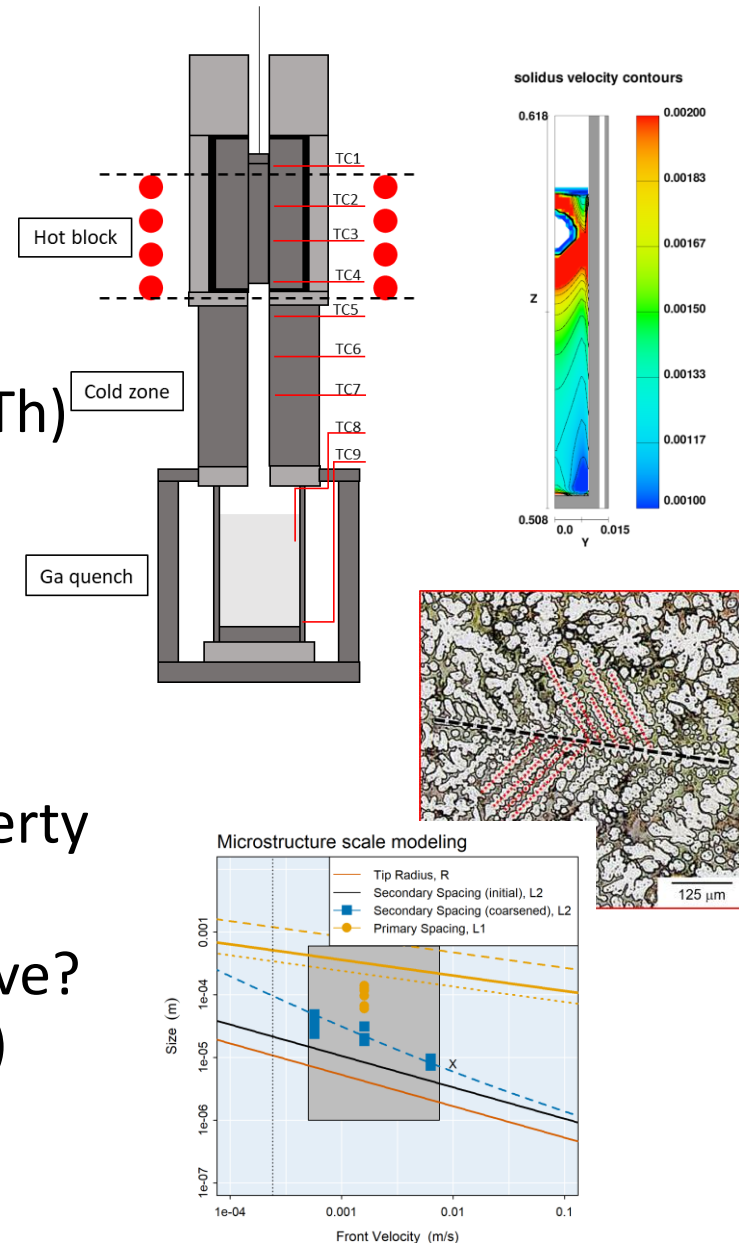 TC1
TC2
TC3
Hot block
TC4
TC5
TC6
Cold zone
TC7
TC8
TC9
Ga quench
solidus velocity contours
0.618
Z
0.508
0.0
0.015
Y
0.00200
0.00183
0.00167
0.00150
0.00133
0.00117
0.00100
Th)
erty
ve?
)
125 μm
Microstructure scale modeling
Tip Radius, R
Secondary Spacing (initial), L2
Secondary Spacing (coarsened), L2
Primary Spacing, L1
Size (m)
0.001
1e-04
1e-05
1e-06
1e-07
X
1e-04
0.001
0.01
0.1
Front Velocity (m/s)